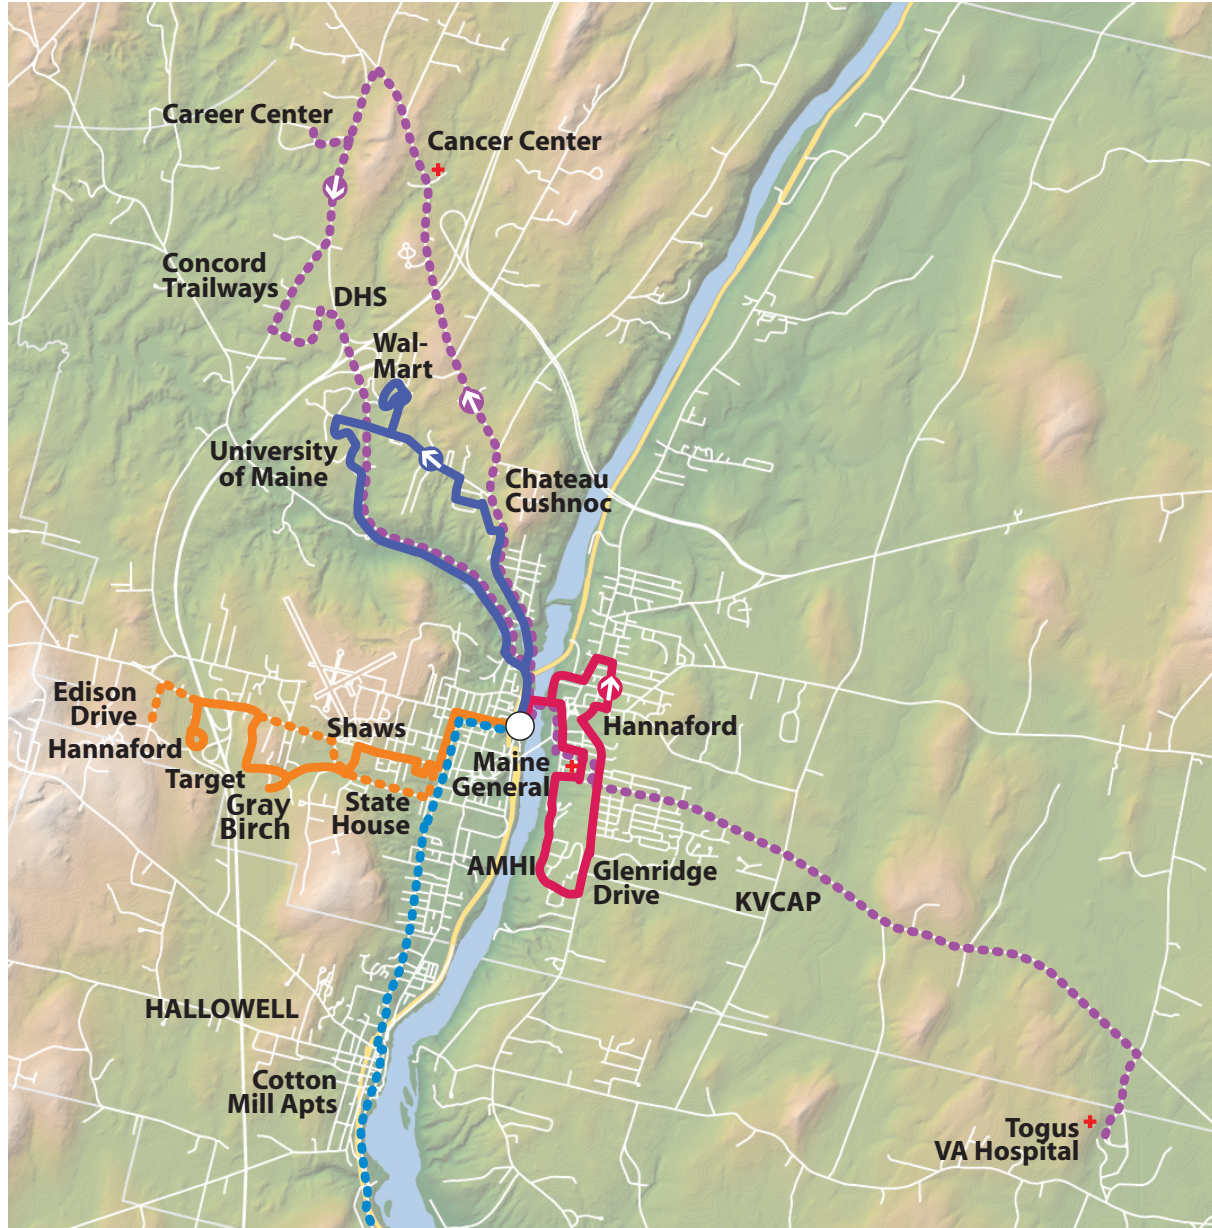 Career Center
Cancer Center
Concord
Trailways
DHS
Wal-
Mart
University
of Maine
Chateau
Cushnoc
Edison
Drive
Hannaford
Shaws
Hannaford
Target
Gray
Birch
State
House
Maine
General
AMHI
Glenridge
Drive
KVCAP
HALLOWELL
Cotton
Mill Apts
Togus
VA Hospital